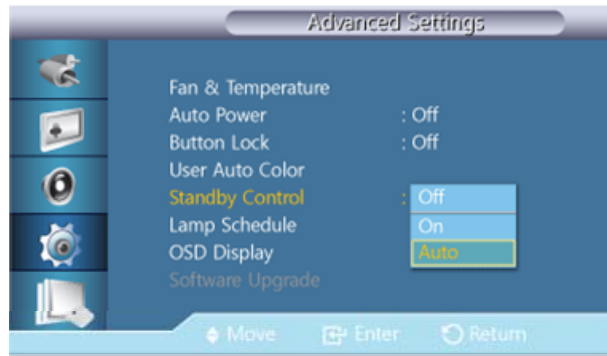 Advanced Settings
Fan & Temperature
Auto Power : Off
Button Lock : Off
User Auto Color
Standby Control : Off
Lamp Schedule On
OSD Display Auto
Software Upgrade
Move Enter Return